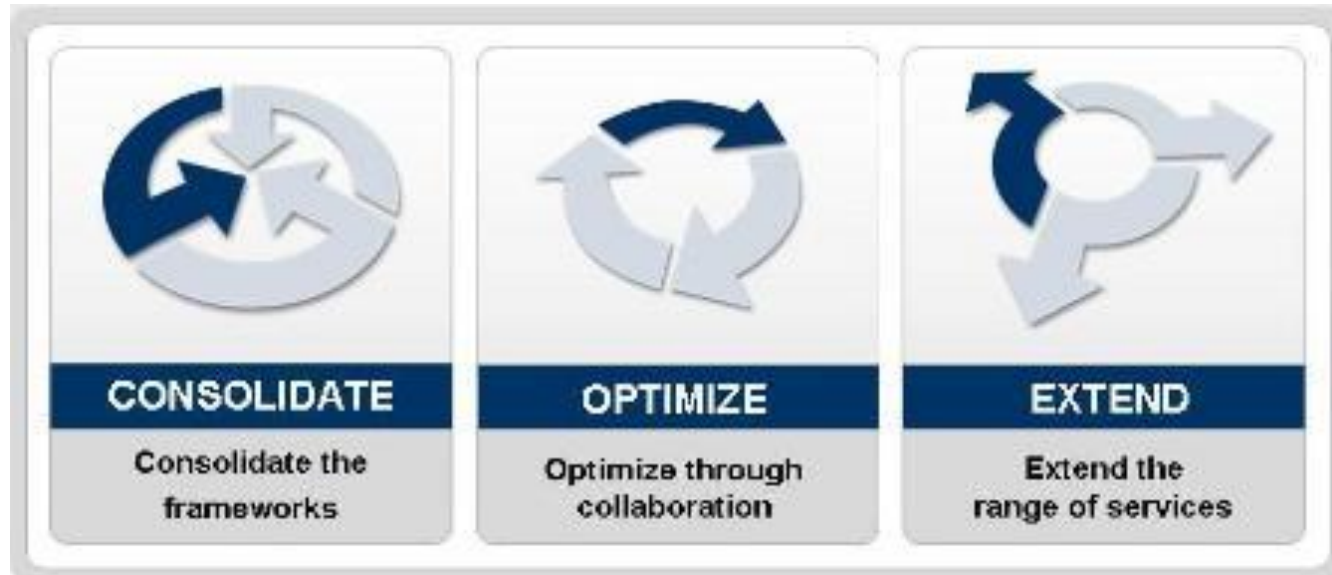 CONSOLIDATE
Consolidate the
frameworks
OPTIMIZE
Optimize through
collaboration
EXTEND
Extend the
range of services